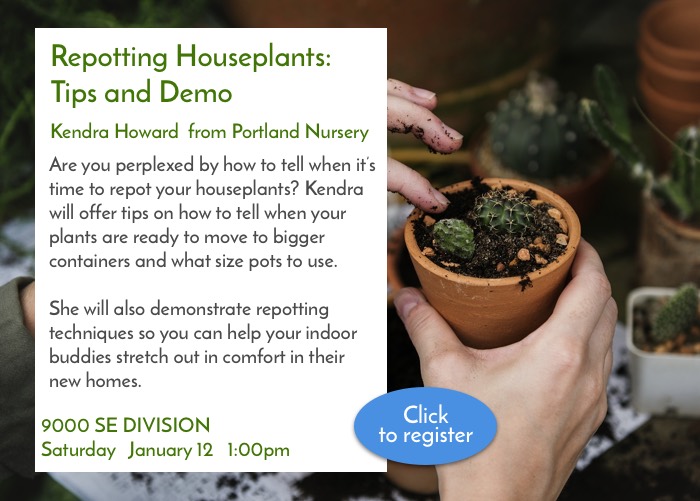 Repotting Houseplants:
Tips and Demo
Kendra Howard from Portland Nursery
Are you perplexed by how to tell when it's
time to repot your houseplants? Kendra
will offer tips on how to tell when your
plants are ready to move to bigger
containers and what size pots to use.
She will also demonstrate repotting
techniques so you can help your indoor
buddies stretch out in comfort in their
new homes.
9000 SE DIVISION
Saturday January 12 1:00pm
Click
to register